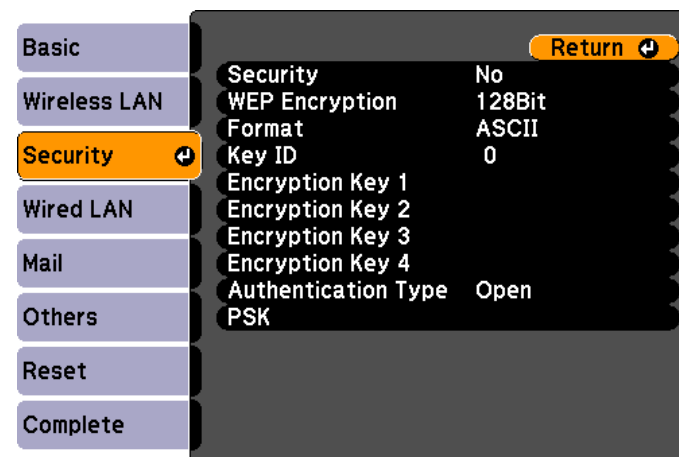 Basic
Wireless LAN
Security
Wired LAN
Mail
Others
Reset
Complete
Return
Security No
WEP Encryption 128Bit
Format ASCII
Key ID 0
Encryption Key 1
Encryption Key 2
Encryption Key 3
Encryption Key 4
Authentication Type Open
PSK